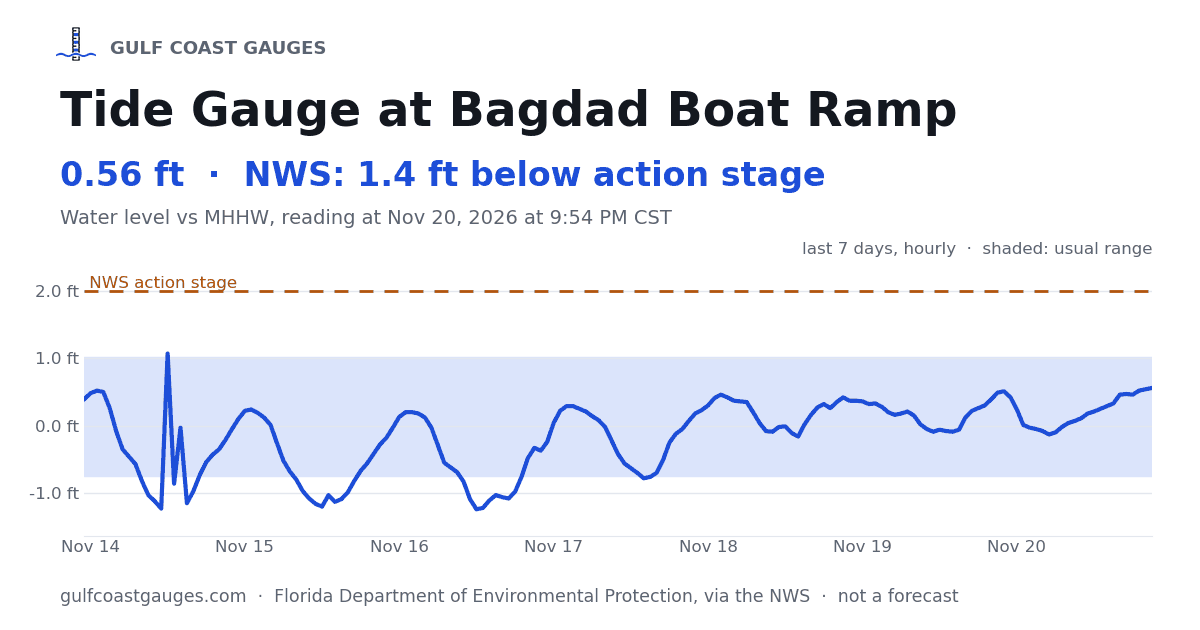 GULF COAST GAUGES
Tide Gauge at Bagdad Boat Ramp
0.56 ft · NWS: 1.4 ft below action stage
Water level vs MHHW, reading at Nov 20, 2026 at 9:54 PM CST
last 7 days, hourly · shaded: usual range
NWS action stage
2.0 ft
1.0 ft
0.0 ft
-1.0 ft
Nov 14 Nov 15 Nov 16 Nov 17 Nov 18 Nov 19 Nov 20
gulfcoastgauges.com · Florida Department of Environmental Protection, via the NWS · not a forecast